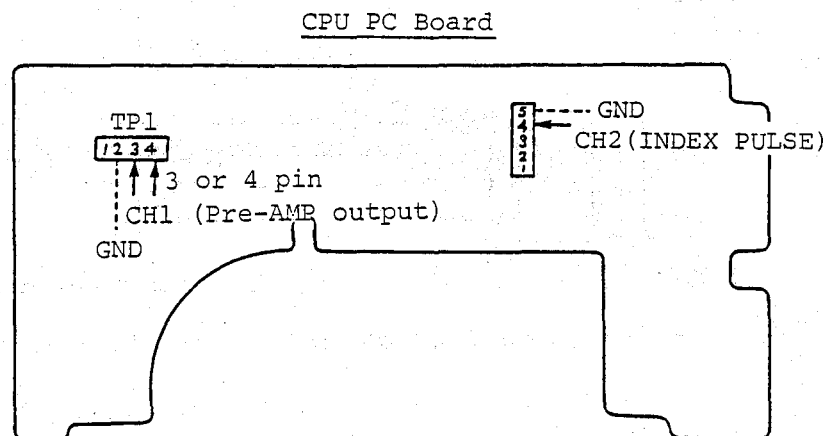 CPU PC Board
TP1
1 2 3 4
3 or 4 pin
CH1 (Pre-AMP output)
GND
5
4
3
2
1
GND
CH2(INDEX PULSE)